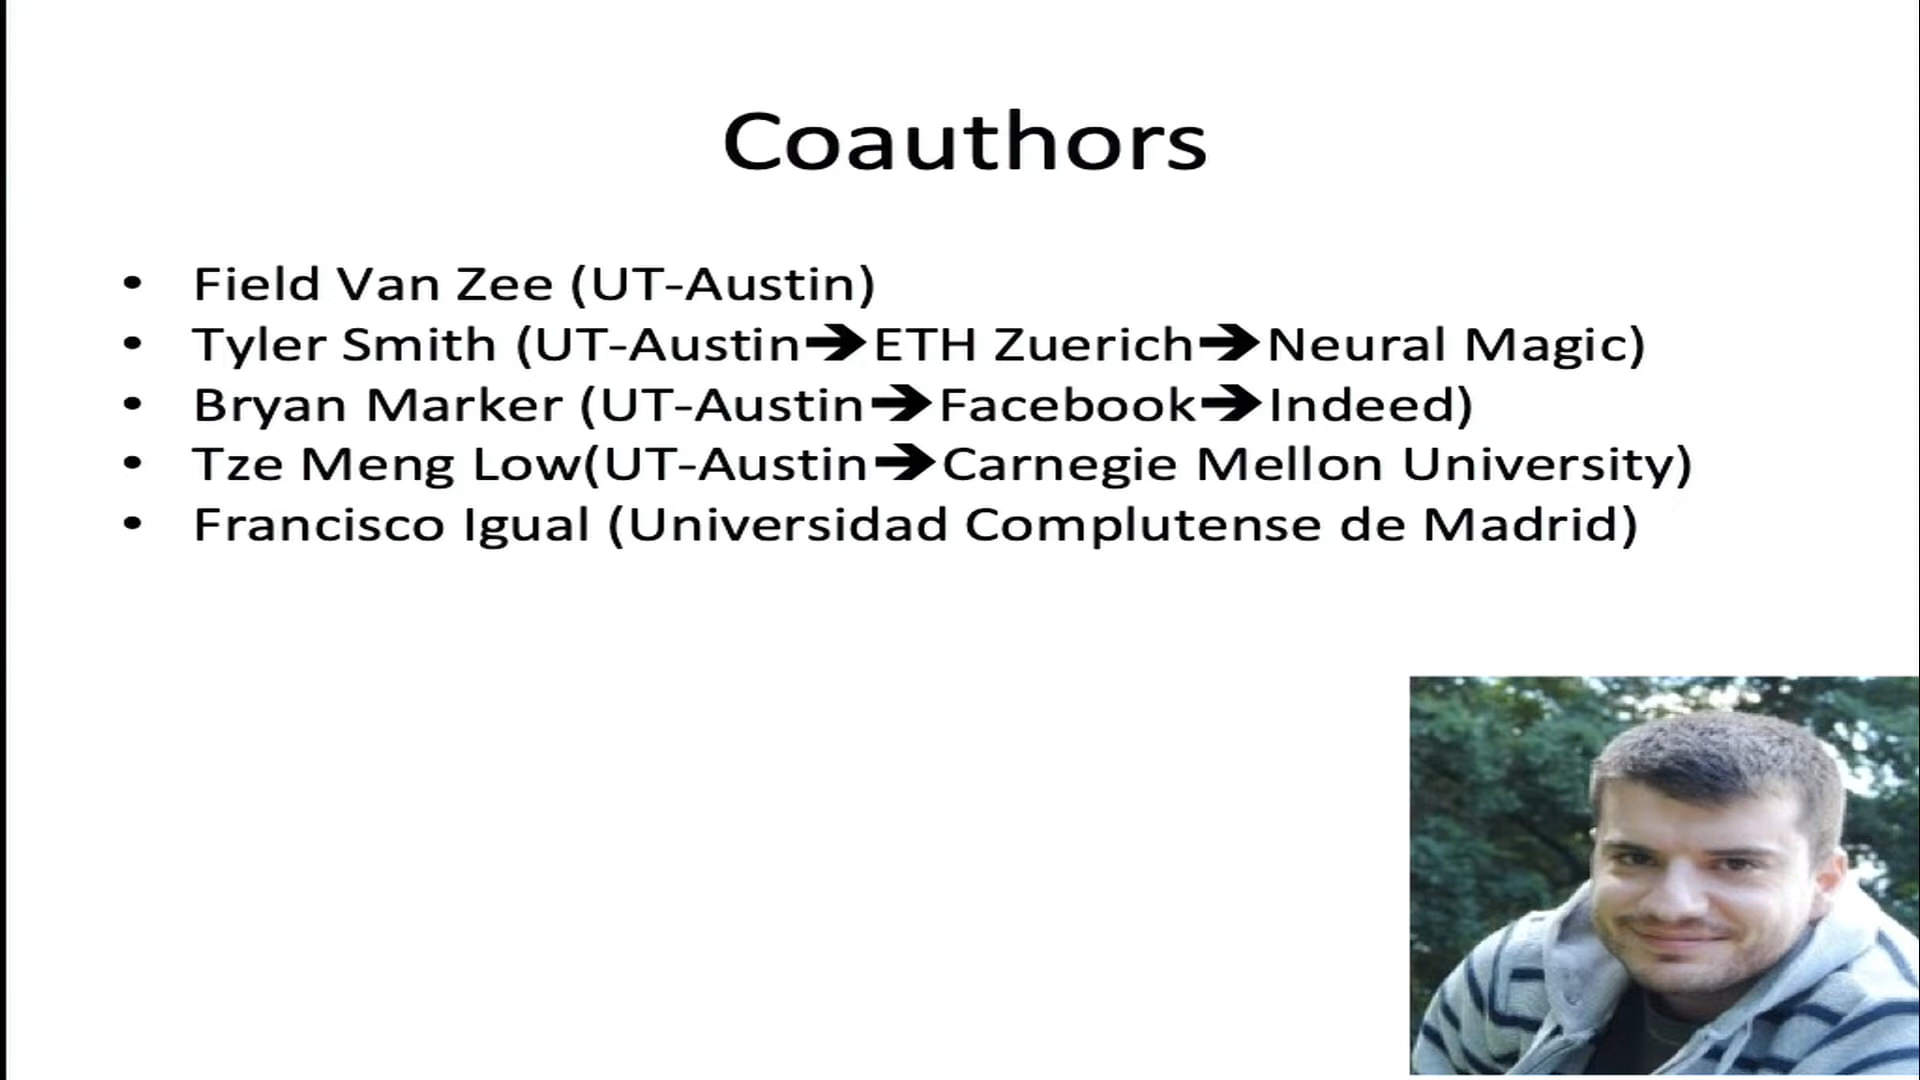 Coauthors
• Field Van Zee (UT-Austin)
• Tyler Smith (UT-Austin➔ETH Zuerich➔Neural Magic)
• Bryan Marker (UT-Austin➔Facebook➔Indeed)
• Tze Meng Low(UT-Austin➔Carnegie Mellon University)
• Francisco Igual (Universidad Complutense de Madrid)